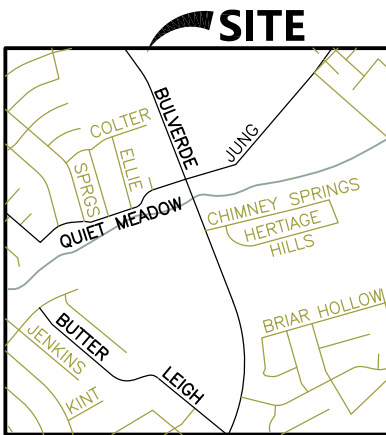 SITE
BULVERDE
COLTER
JUNG
ELLIE
SPRGS
QUIET MEADOW
CHIMNEY SPRINGS
HERTIAGE
HILLS
BRIAR HOLLOW
BUTTER
LEIGH
JENKINS
KINT